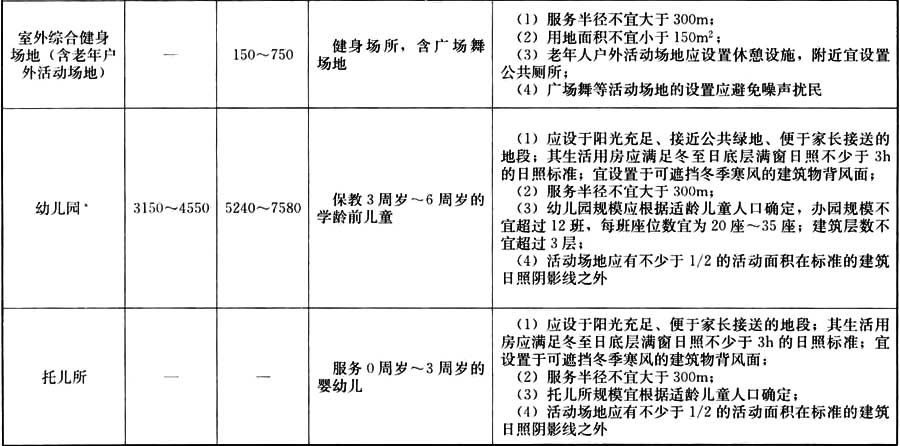 室外综合健身
场地（含老年户
外活动场地）
—
150～750
健身场所，含广场舞
场地
（1）服务半径不宜大于 300m；
（2）用地面积不宜小于 150m²；
（3）老年人户外活动场地应设置休憩设施，附近宜设置
公共厕所；
（4）广场舞等活动场地的设置应避免噪声扰民
幼儿园*
3150～4550
5240～7580
保教 3 周岁～6 周岁的
学龄前儿童
（1）应设于阳光充足、接近公共绿地、便于家长接送的
地段；其生活用房应满足冬至日底层满窗日照不少于 3h
的日照标准；宜设置于可遮挡冬季寒风的建筑物背风面；
（2）服务半径不宜大于 300m；
（3）幼儿园规模应根据适龄儿童人口确定，办园规模不
宜超过 12 班，每班座位数宜为 20 座～35 座；建筑层数不
宜超过 3 层；
（4）活动场地应有不少于 1/2 的活动面积在标准的建筑
日照阴影线之外
托儿所
—
—
服务 0 周岁～3 周岁的
婴幼儿
（1）应设于阳光充足、便于家长接送的地段；其生活用
房应满足冬至日底层满窗日照不少于 3h 的日照标准；宜
设置于可遮挡冬季寒风的建筑物背风面；
（2）服务半径不宜大于 300m；
（3）托儿所规模宜根据适龄儿童人口确定；
（4）活动场地应有不少于 1/2 的活动面积在标准的建筑
日照阴影线之外